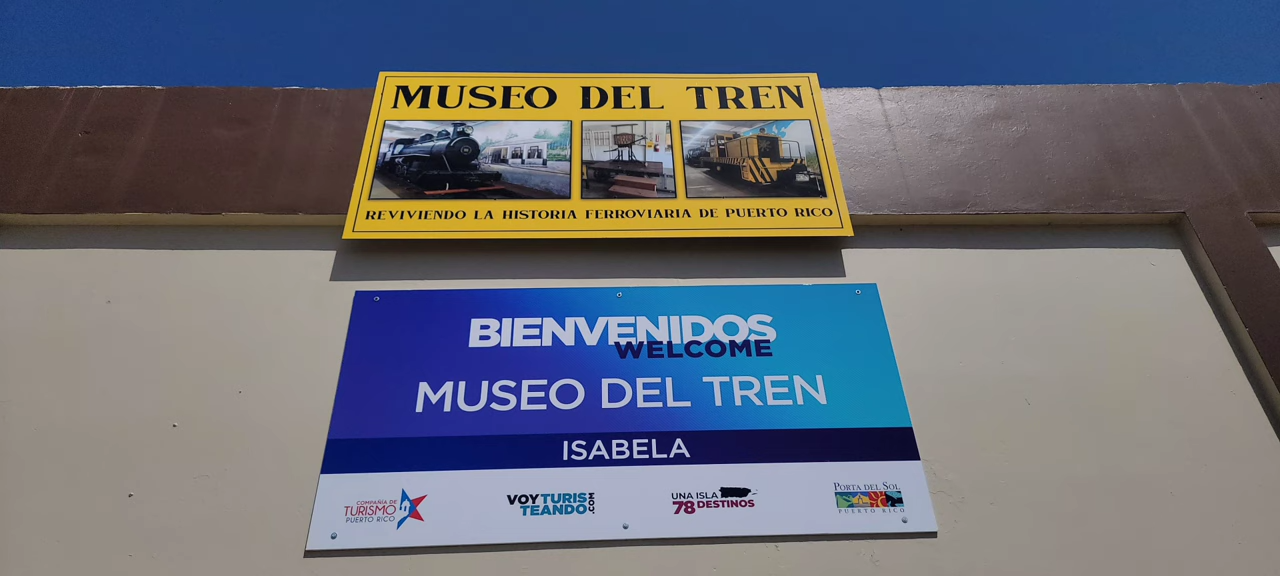 MUSEO DEL TREN
REVIVIENDO LA HISTORIA FERROVIARIA DE PUERTO RICO
BIENVENIDOS
WELCOME
MUSEO DEL TREN
ISABELA
COMPAÑÍA DE
TURISMO
PUERTO RICO
VOYTURIS
TEANDO.COM
UNA ISLA
78 DESTINOS
PORTA DEL SOL
PUERTO RICO